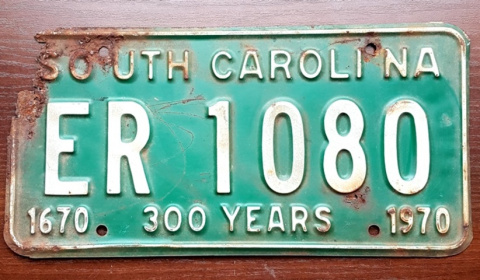 SOUTH CAROLINA
ER 1080
1670 300 YEARS 1970